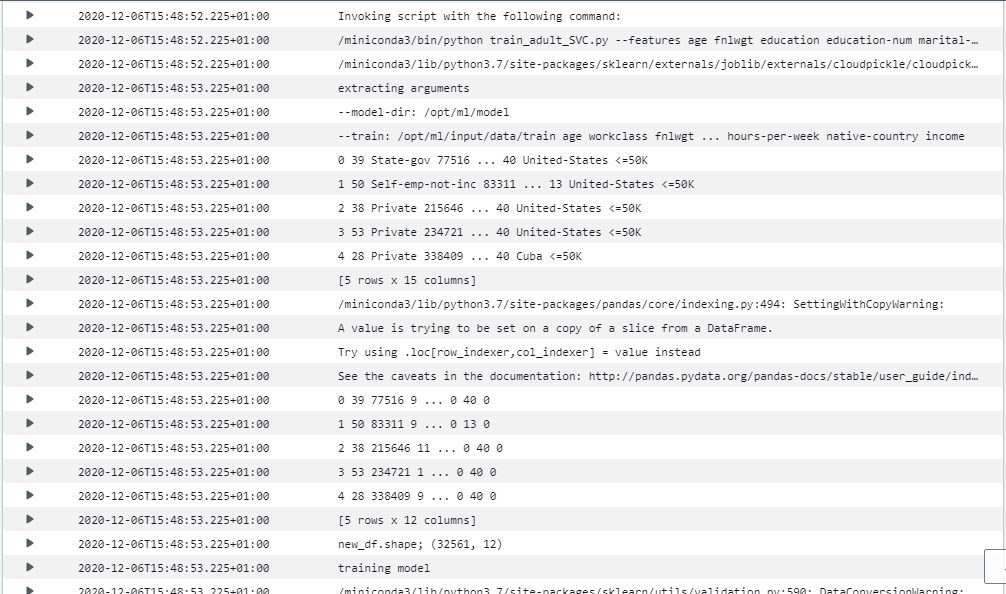 2020-12-06T15:48:52.225+01:00 Invoking script with the following command:
2020-12-06T15:48:52.225+01:00 /miniconda3/bin/python train_adult_SVC.py --features age fnlwgt education education-num marital-…
2020-12-06T15:48:52.225+01:00 /miniconda3/lib/python3.7/site-packages/sklearn/externals/joblib/externals/cloudpickle/cloudpick…
2020-12-06T15:48:53.225+01:00 extracting arguments
2020-12-06T15:48:53.225+01:00 --model-dir: /opt/ml/model
2020-12-06T15:48:53.225+01:00 --train: /opt/ml/input/data/train age workclass fnlwgt ... hours-per-week native-country income
2020-12-06T15:48:53.225+01:00 0 39 State-gov 77516 ... 40 United-States <=50K
2020-12-06T15:48:53.225+01:00 1 50 Self-emp-not-inc 83311 ... 13 United-States <=50K
2020-12-06T15:48:53.225+01:00 2 38 Private 215646 ... 40 United-States <=50K
2020-12-06T15:48:53.225+01:00 3 53 Private 234721 ... 40 United-States <=50K
2020-12-06T15:48:53.225+01:00 4 28 Private 338409 ... 40 Cuba <=50K
2020-12-06T15:48:53.225+01:00 [5 rows x 15 columns]
2020-12-06T15:48:53.225+01:00 /miniconda3/lib/python3.7/site-packages/pandas/core/indexing.py:494: SettingWithCopyWarning:
2020-12-06T15:48:53.225+01:00 A value is trying to be set on a copy of a slice from a DataFrame.
2020-12-06T15:48:53.225+01:00 Try using .loc[row_indexer,col_indexer] = value instead
2020-12-06T15:48:53.225+01:00 See the caveats in the documentation: http://pandas.pydata.org/pandas-docs/stable/user_guide/ind…
2020-12-06T15:48:53.225+01:00 0 39 77516 9 ... 0 40 0
2020-12-06T15:48:53.225+01:00 1 50 83311 9 ... 0 13 0
2020-12-06T15:48:53.225+01:00 2 38 215646 11 ... 0 40 0
2020-12-06T15:48:53.225+01:00 3 53 234721 1 ... 0 40 0
2020-12-06T15:48:53.225+01:00 4 28 338409 9 ... 0 40 0
2020-12-06T15:48:53.225+01:00 [5 rows x 12 columns]
2020-12-06T15:48:53.225+01:00 new_df.shape; (32561, 12)
2020-12-06T15:48:53.225+01:00 training model
2020-12-06T15:48:53.225+01:00 /miniconda3/lib/python3.7/site-packages/sklearn/utils/validation.py:590: DataConversionWarning: